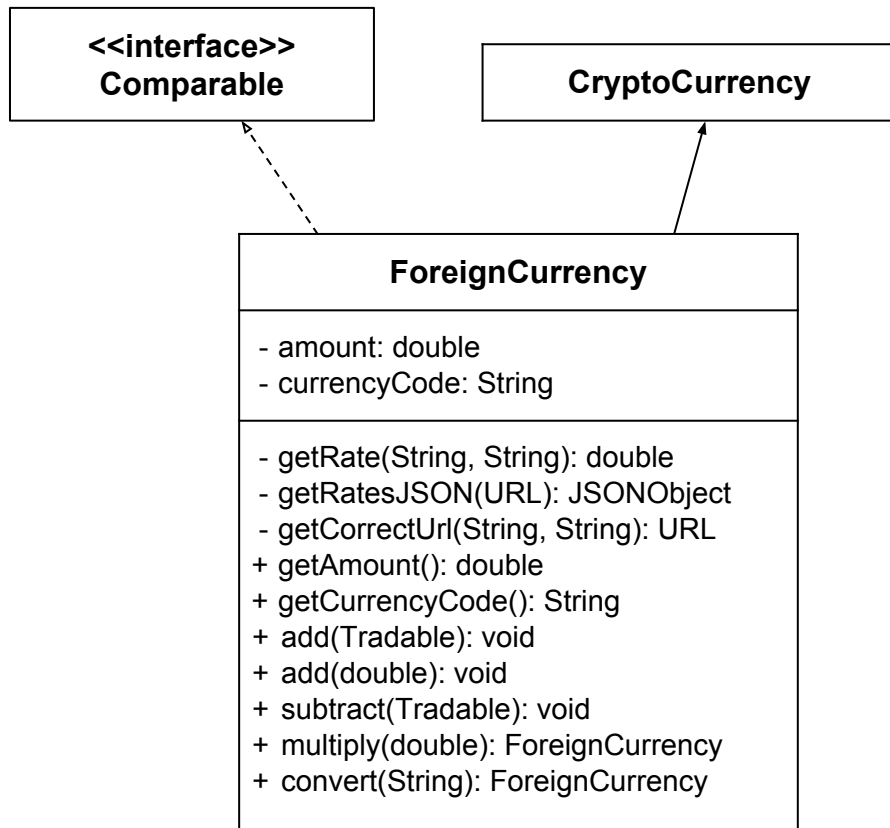 <<interface>>
Comparable
CryptoCurrency
ForeignCurrency
- amount: double
- currencyCode: String
- getRate(String, String): double
- getRatesJSON(URL): JSONObject
- getCorrectUrl(String, String): URL
+ getAmount(): double
+ getCurrencyCode(): String
+ add(Tradable): void
+ add(double): void
+ subtract(Tradable): void
+ multiply(double): ForeignCurrency
+ convert(String): ForeignCurrency